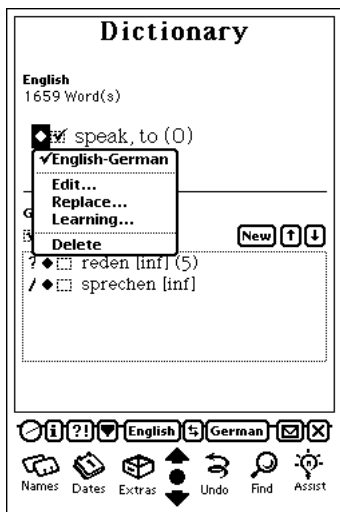 Dictionary
English
1659 Word(s)
speak, to (0)
✓English-German
Edit...
Replace...
Learning...
Delete
G
New
? reden [inf] (5)
/ sprechen [inf]
i ?! English German
Names Dates Extras Undo Find Assist